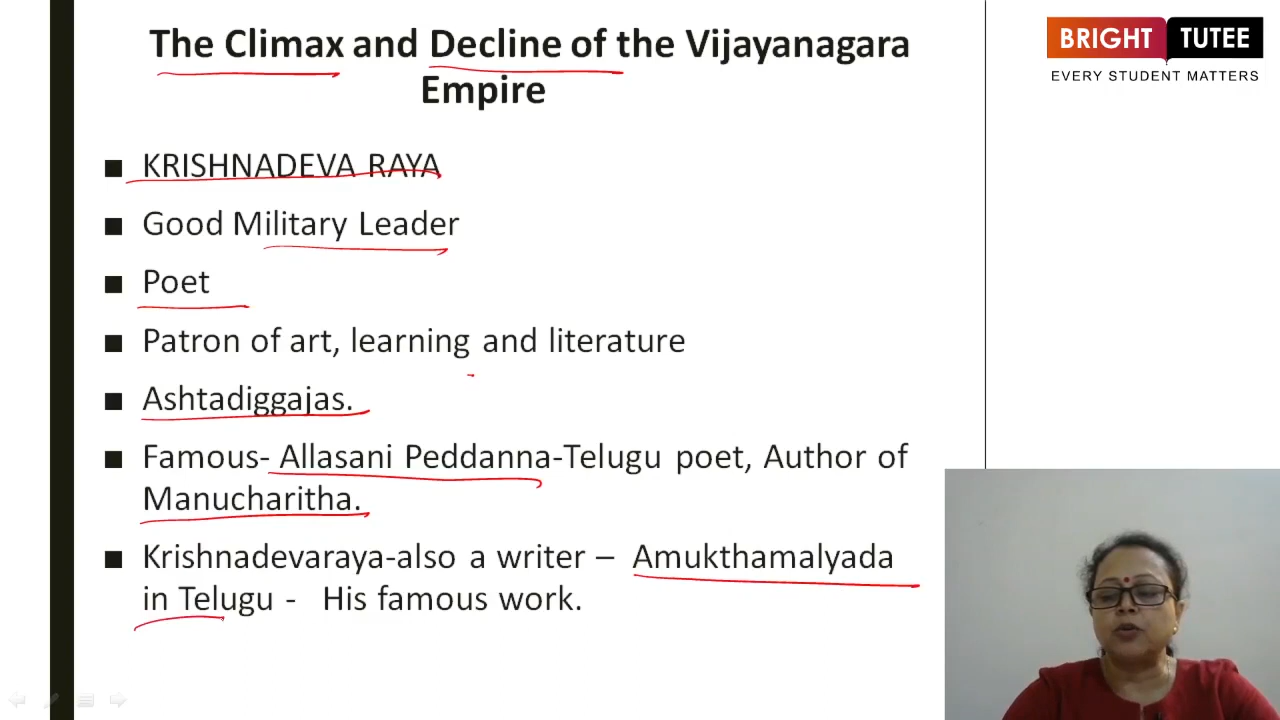 The Climax and Decline of the Vijayanagara
Empire
BRIGHT TUTEE
EVERY STUDENT MATTERS
■ KRISHNADEVA RAYA
■ Good Military Leader
■ Poet
■ Patron of art, learning and literature
■ Ashtadiggajas.
■ Famous- Allasani Peddanna-Telugu poet, Author of
Manucharitha.
■ Krishnadevaraya-also a writer – Amukthamalyada
in Telugu - His famous work.